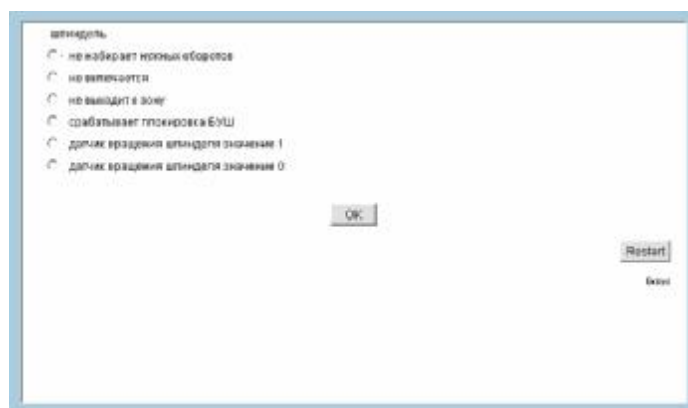 шпиндель
не набирает нужных оборотов
не включается
не выходит в зону
срабатывает блокировка БУШ
датчик вращения шпинделя значение 1
датчик вращения шпинделя значение 0
OK
Restart